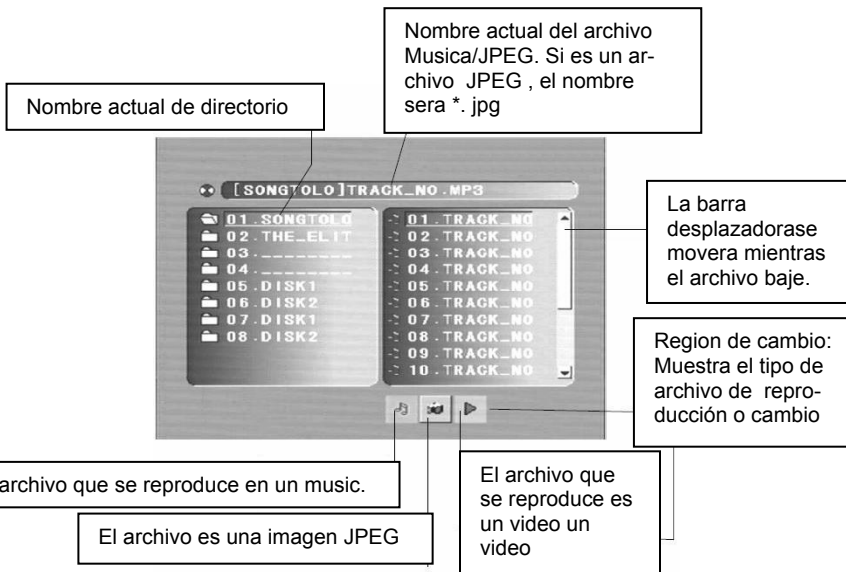 Nombre actual del archivo
Musica/JPEG. Si es un ar-
chivo JPEG , el nombre
sera *. jpg
Nombre actual de directorio
[SONGTOLO]TRACK_NO.MP3
01.SONGTOLO
02.THE_ELIT
03.________
04.________
05.DISK1
06.DISK2
07.DISK1
08.DISK2
01.TRACK_NO
02.TRACK_NO
03.TRACK_NO
04.TRACK_NO
05.TRACK_NO
06.TRACK_NO
07.TRACK_NO
08.TRACK_NO
09.TRACK_NO
10.TRACK_NO
La barra
desplazadorase
movera mientras
el archivo baje.
Region de cambio:
Muestra el tipo de
archivo de repro-
ducción o cambio
archivo que se reproduce en un music.
El archivo es una imagen JPEG
El archivo que
se reproduce es
un video un
video